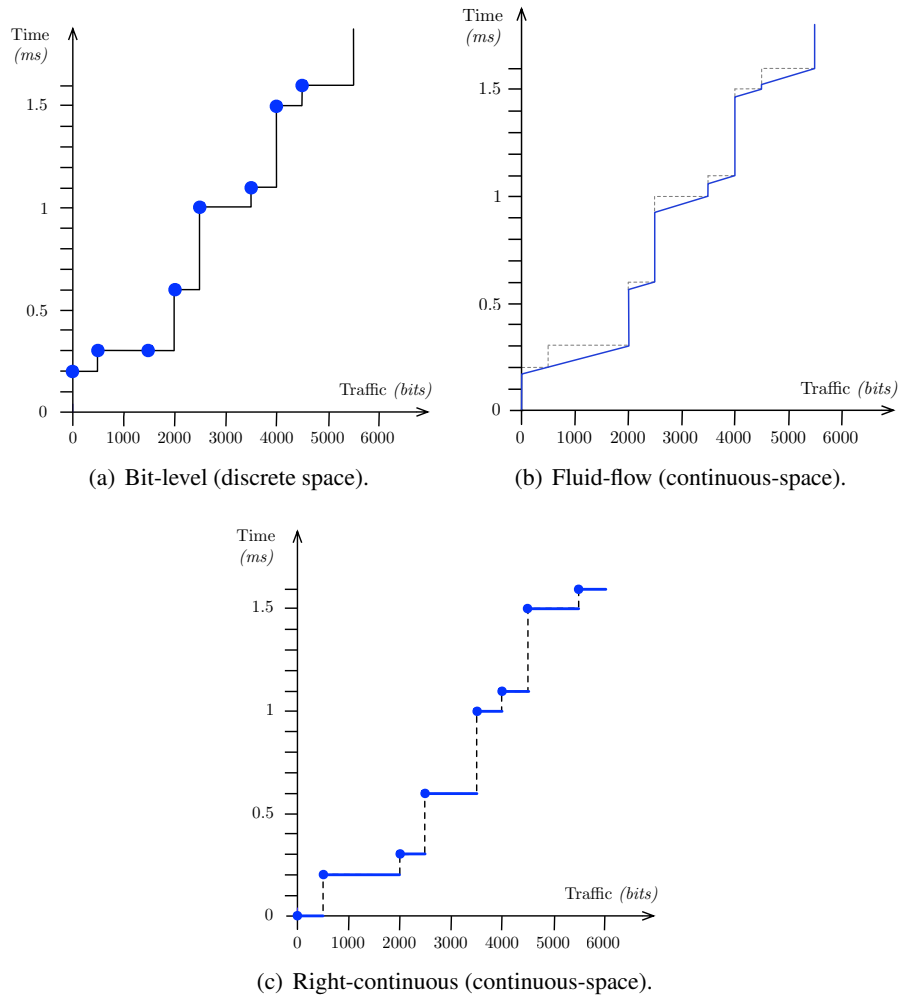 Time
(ms)
1.5
1
0.5
0
Traffic (bits)
0 1000 2000 3000 4000 5000 6000
(a) Bit-level (discrete space).
Time
(ms)
1.5
1
0.5
0
Traffic (bits)
0 1000 2000 3000 4000 5000 6000
(b) Fluid-flow (continuous-space).
Time
(ms)
1.5
1
0.5
0
Traffic (bits)
0 1000 2000 3000 4000 5000 6000
(c) Right-continuous (continuous-space).